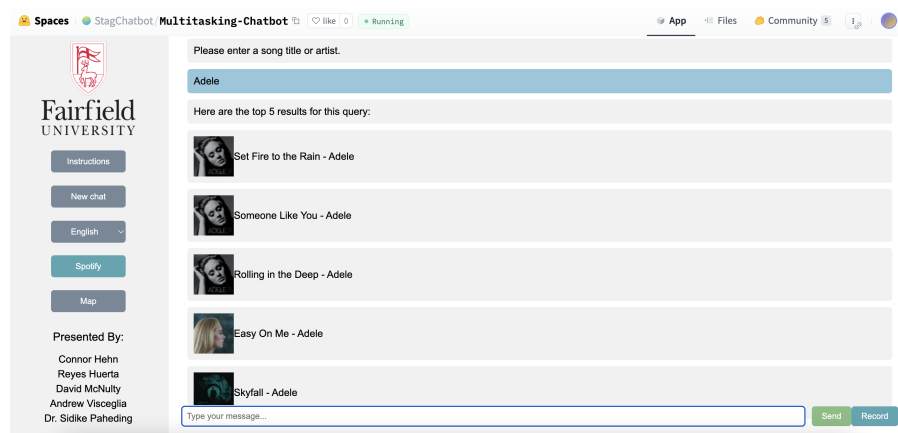 Spaces StagChatbot/Multitasking-Chatbot like 0 Running App Files Community 5
Fairfield
UNIVERSITY
Instructions
New chat
English
Spotify
Map
Presented By:
Connor Hehn
Reyes Huerta
David McNulty
Andrew Visceglia
Dr. Sidike Paheding
Please enter a song title or artist.
Adele
Here are the top 5 results for this query:
Set Fire to the Rain - Adele
Someone Like You - Adele
Rolling in the Deep - Adele
Easy On Me - Adele
Skyfall - Adele
Type your message...
Send
Record